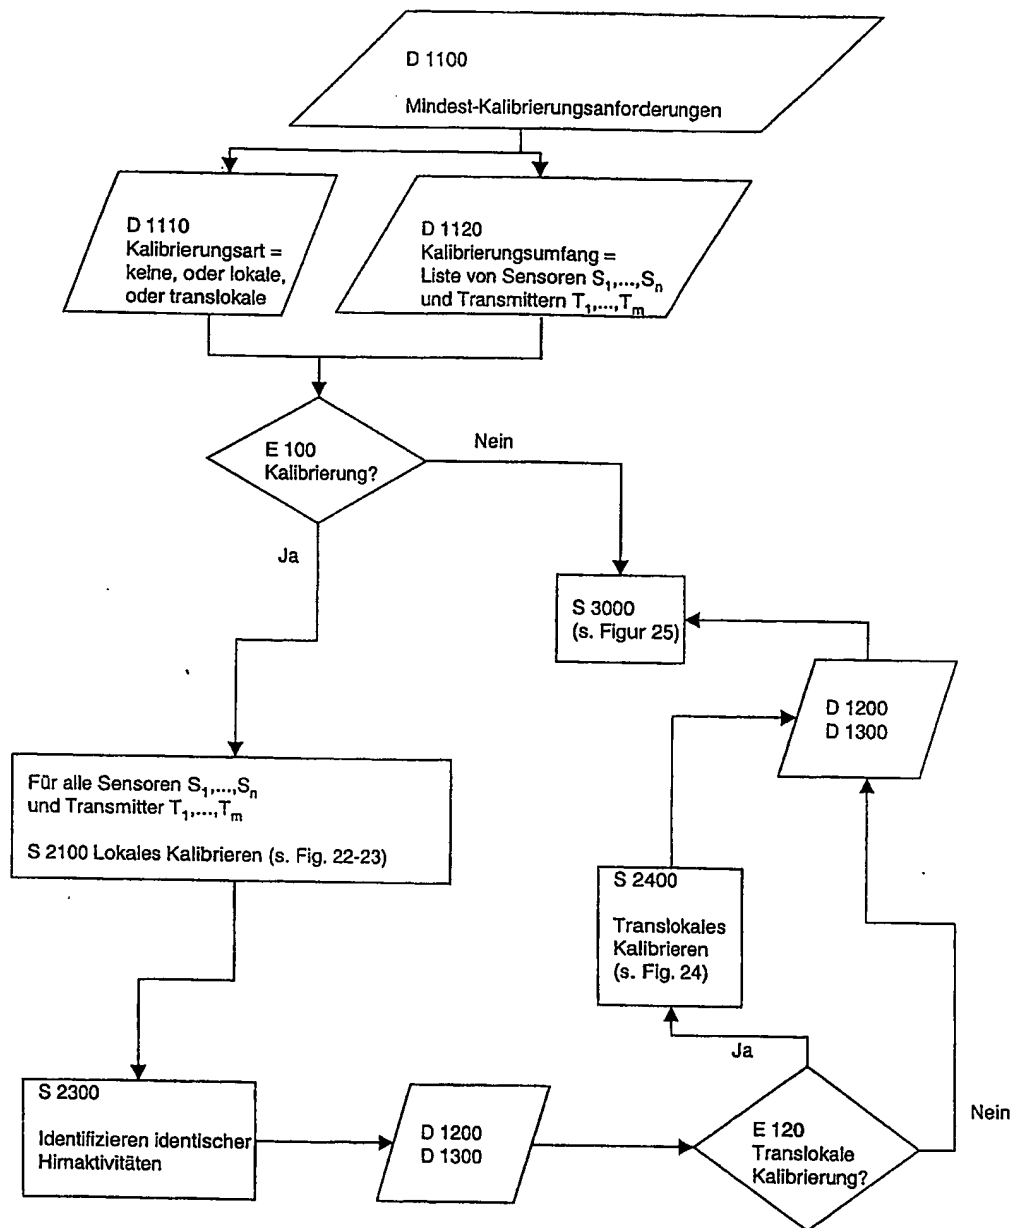 D 1100
Mindest-Kalibrierungsanforderungen
D 1110
Kalibrierungsart =
keine, oder lokale,
oder translokale
D 1120
Kalibrierungsumfang =
Liste von Sensoren S1,...,Sn
und Transmittern T1,...,Tm
E 100
Kalibrierung?
Nein
Ja
S 3000
(s. Figur 25)
D 1200
D 1300
Für alle Sensoren S1,...,Sn
und Transmitter T1,...,Tm
S 2100 Lokales Kalibrieren (s. Fig. 22-23)
S 2400
Translokales
Kalibrieren
(s. Fig. 24)
Ja
Nein
S 2300
Identifizieren identischer
Hirnaktivitäten
D 1200
D 1300
E 120
Translokale
Kalibrierung?